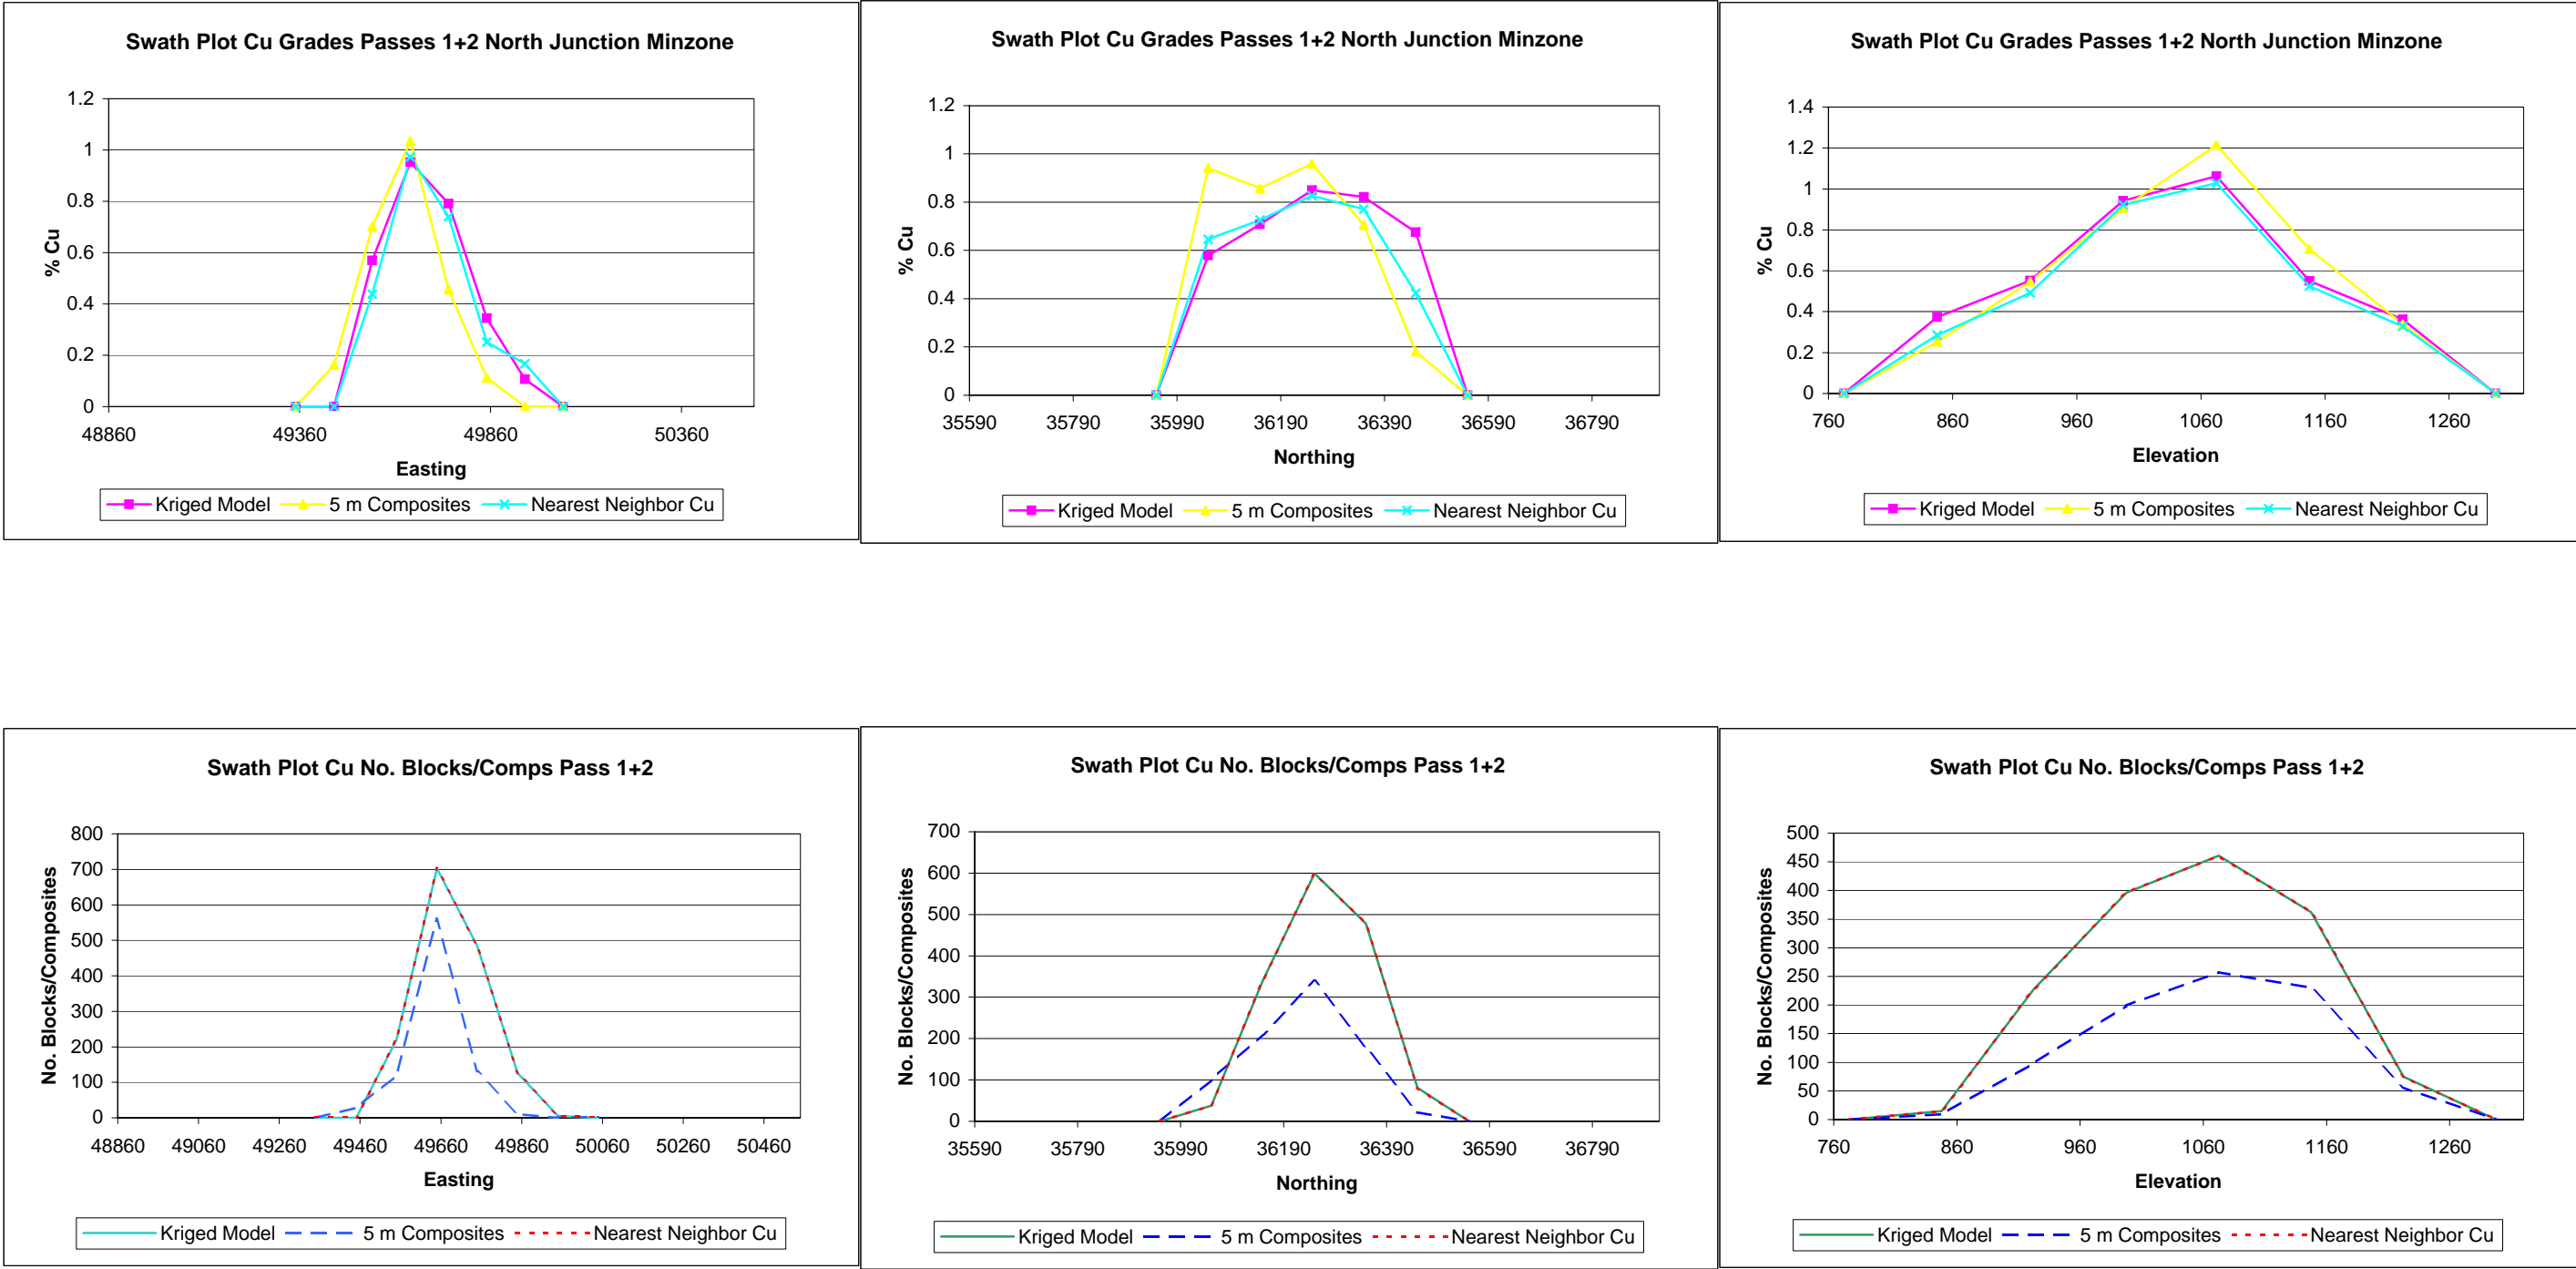 Swath Plot Cu Grades Passes 1+2 North Junction Minzone
1.2
1
0.8
0.6
0.4
0.2
0
% Cu
48860 49360 49860 50360
Easting
Kriged Model 5 m Composites Nearest Neighbor Cu
Swath Plot Cu Grades Passes 1+2 North Junction Minzone
1.2
1
0.8
0.6
0.4
0.2
0
% Cu
35590 35790 35990 36190 36390 36590 36790
Northing
Kriged Model 5 m Composites Nearest Neighbor Cu
Swath Plot Cu Grades Passes 1+2 North Junction Minzone
1.4
1.2
1
0.8
0.6
0.4
0.2
0
% Cu
760 860 960 1060 1160 1260
Elevation
Kriged Model 5 m Composites Nearest Neighbor Cu
Swath Plot Cu No. Blocks/Comps Pass 1+2
800
700
600
500
400
300
200
100
0
No. Blocks/Composites
48860 49060 49260 49460 49660 49860 50060 50260 50460
Easting
Kriged Model 5 m Composites Nearest Neighbor Cu
Swath Plot Cu No. Blocks/Comps Pass 1+2
700
600
500
400
300
200
100
0
No. Blocks/Composites
35590 35790 35990 36190 36390 36590 36790
Northing
Kriged Model 5 m Composites Nearest Neighbor Cu
Swath Plot Cu No. Blocks/Comps Pass 1+2
500
450
400
350
300
250
200
150
100
50
0
No. Blocks/Composites
760 860 960 1060 1160 1260
Elevation
Kriged Model 5 m Composites Nearest Neighbor Cu